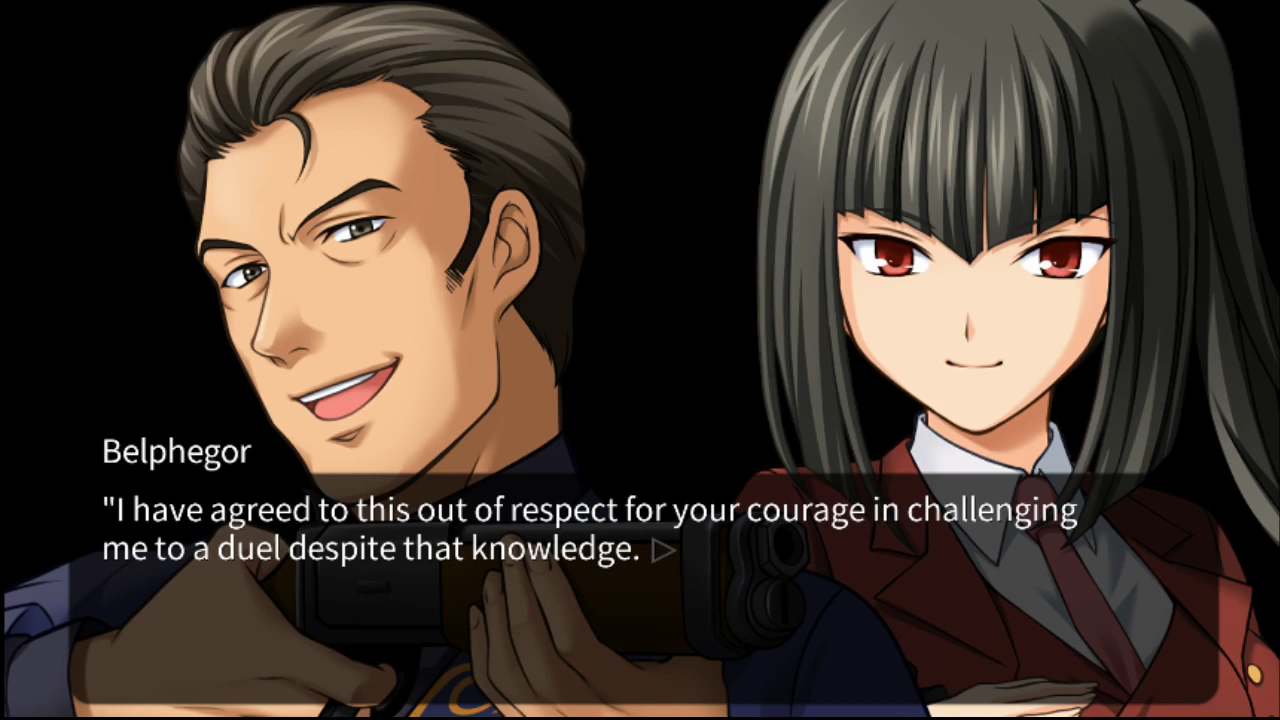 Belphegor
"I have agreed to this out of respect for your courage in challenging
me to a duel despite that knowledge.